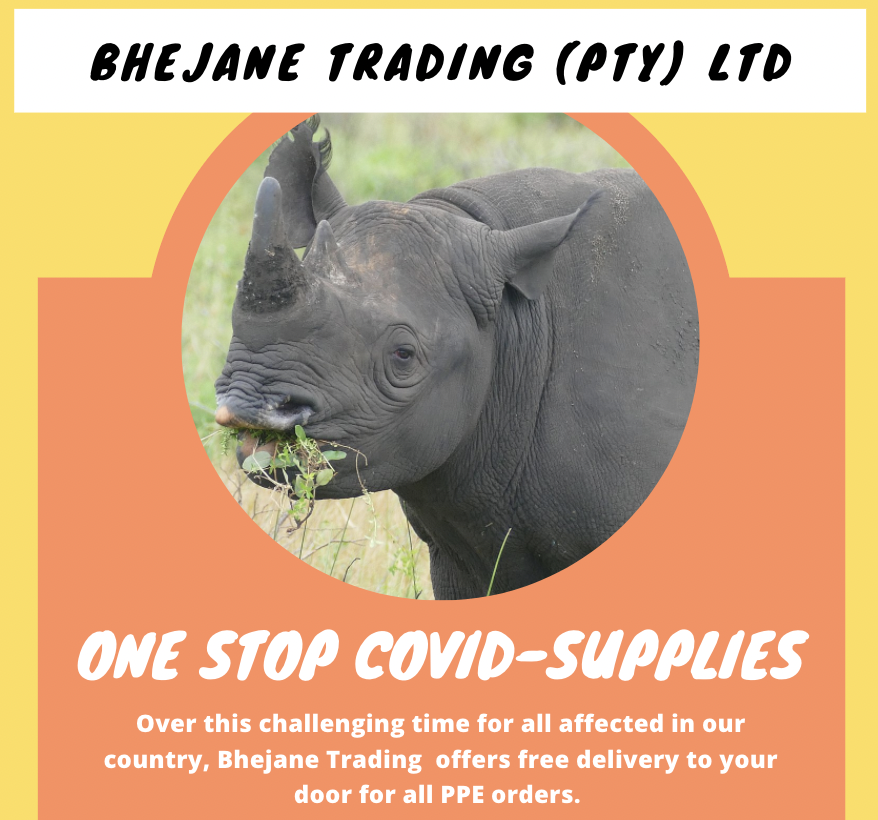 BHEJANE TRADING (PTY) LTD
ONE STOP COVID-SUPPLIES
Over this challenging time for all affected in our
country, Bhejane Trading  offers free delivery to your
door for all PPE orders.